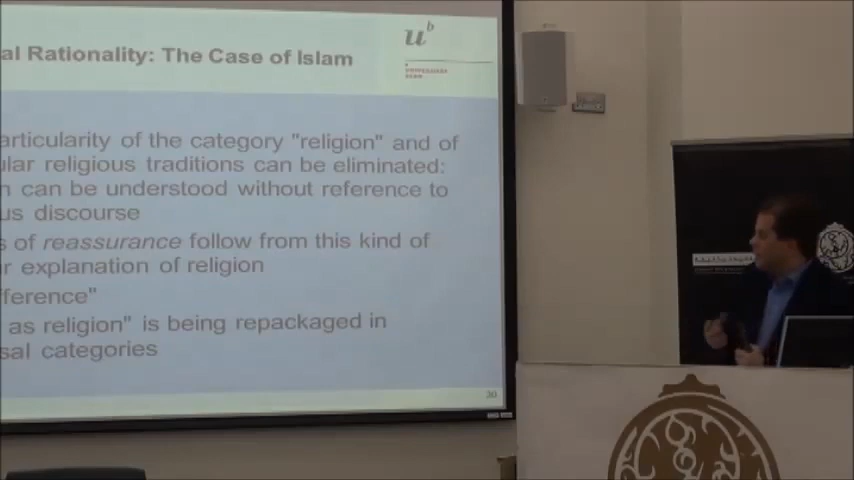 al Rationality: The Case of Islam
u b
articularity of the category "religion" and of
ular religious traditions can be eliminated:
n can be understood without reference to
us discourse
s of reassurance follow from this kind of
r explanation of religion
fference"
as religion" is being repackaged in
sal categories
30